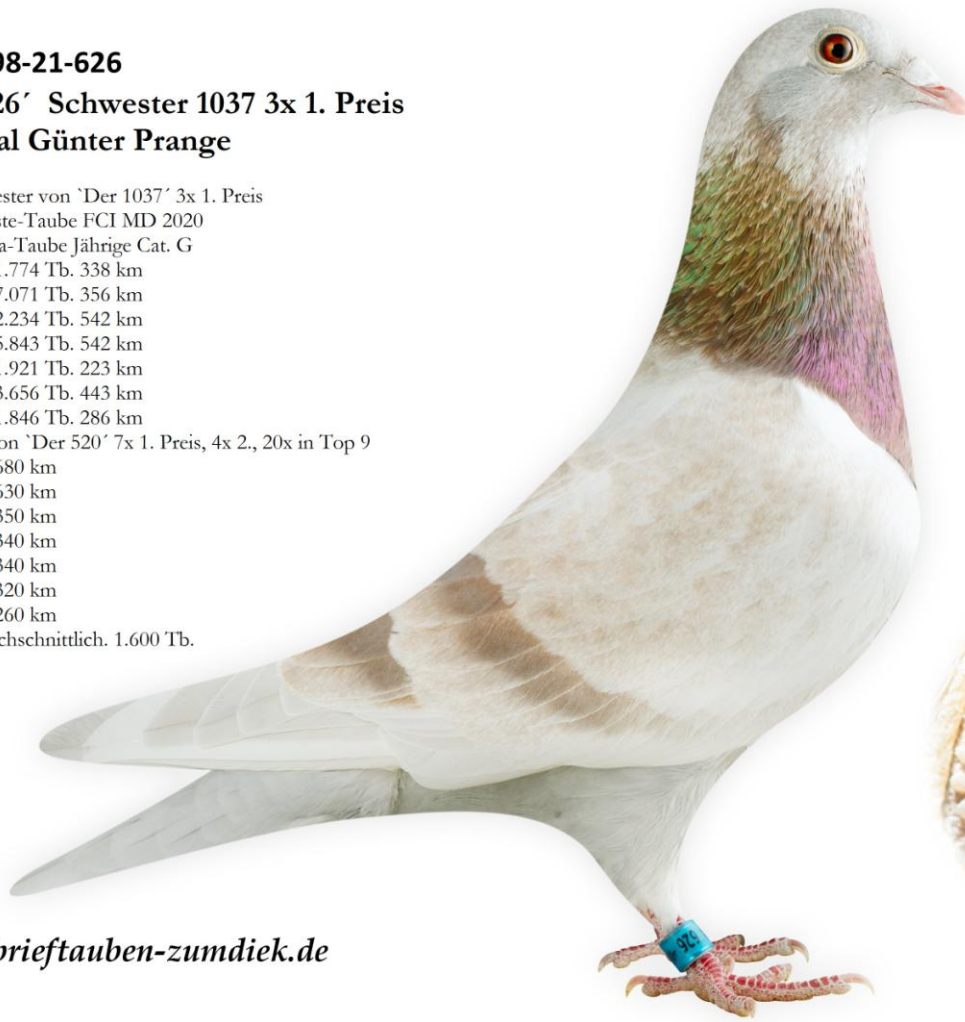 98-21-626
26´ Schwester 1037 3x 1. Preis
al Günter Prange
ester von `Der 1037´ 3x 1. Preis
ste-Taube FCI MD 2020
a-Taube Jährige Cat. G
.774 Tb. 338 km
7.071 Tb. 356 km
2.234 Tb. 542 km
5.843 Tb. 542 km
.921 Tb. 223 km
3.656 Tb. 443 km
.846 Tb. 286 km
on `Der 520´ 7x 1. Preis, 4x 2., 20x in Top 9
680 km
630 km
350 km
340 km
340 km
320 km
260 km
chschnittlich. 1.600 Tb.
brieftauben-zumdiek.de
626